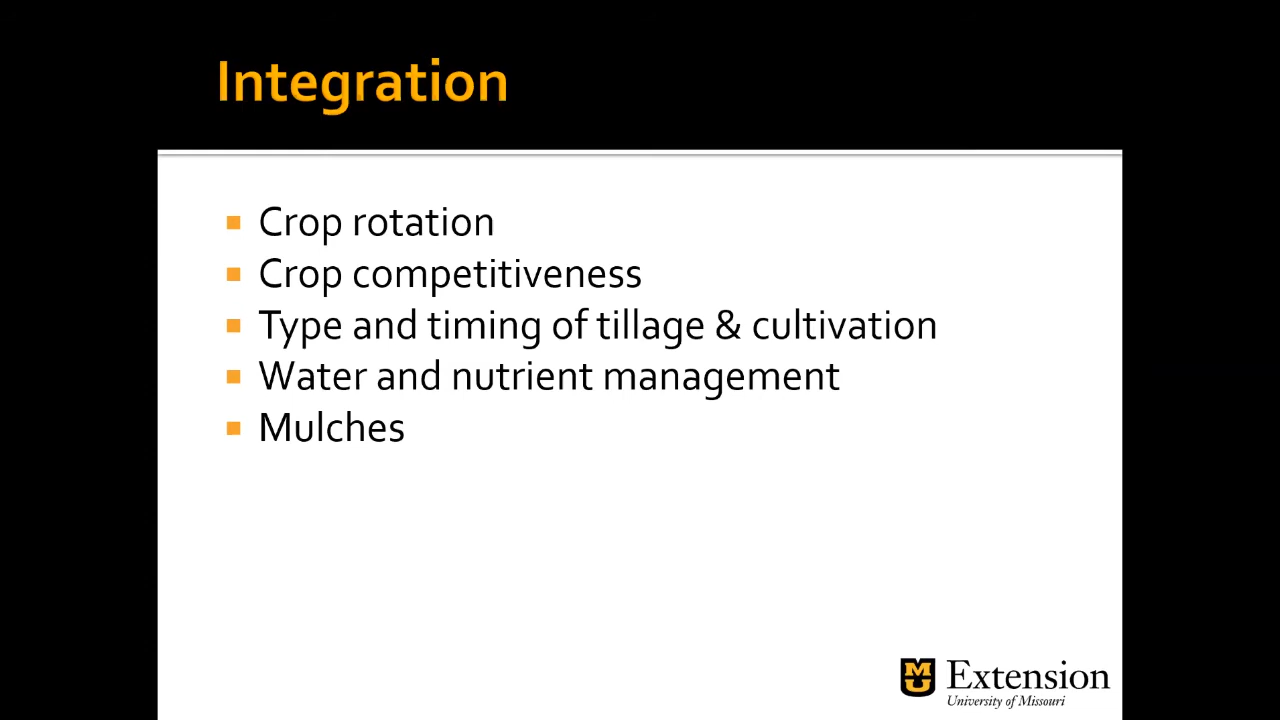 Integration
Crop rotation
Crop competitiveness
Type and timing of tillage & cultivation
Water and nutrient management
Mulches
MU Extension
University of Missouri